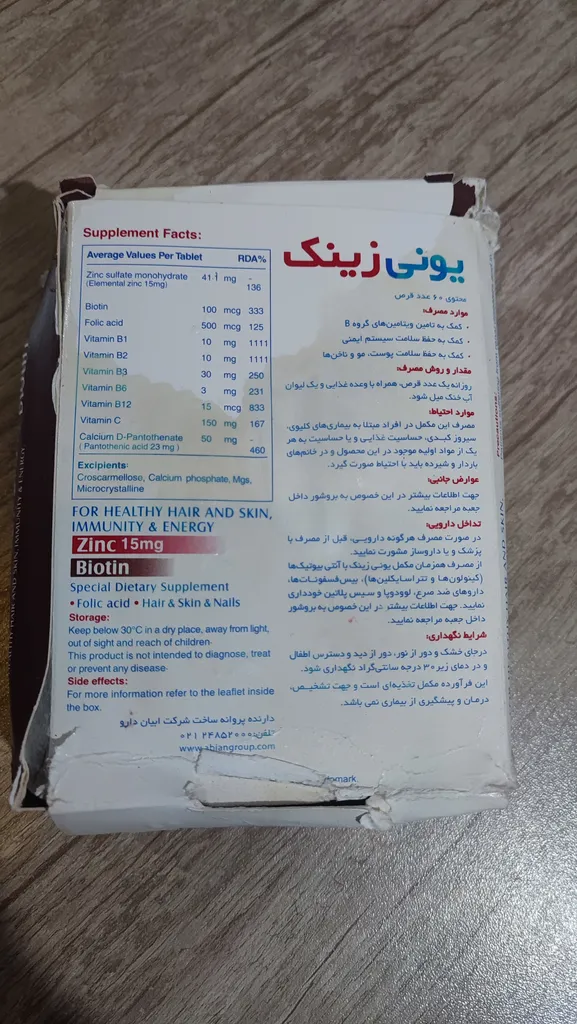 Supplement Facts:
Average Values Per Tablet RDA%
Zinc sulfate monohydrate 41.1 mg -
(Elemental zinc 15mg) 136
Biotin 100 mcg 333
Folic acid 500 mcg 125
Vitamin B1 10 mg 1111
Vitamin B2 10 mg 1111
Vitamin B3 30 mg 250
Vitamin B6 3 mg 231
Vitamin B12 15 mcg 833
Vitamin C 150 mg 167
Calcium D-Pantothenate 50 mg -
( Pantothenic acid 23 mg ) 460
Excipients:
Croscarmellose, Calcium phosphate, Mgs,
Microcrystalline
FOR HEALTHY HAIR AND SKIN,
IMMUNITY & ENERGY
Zinc 15mg
Biotin
Special Dietary Supplement
• Folic acid • Hair & Skin & Nails
Storage:
Keep below 30°C in a dry place, away from light,
out of sight and reach of children.
This product is not intended to diagnose, treat
or prevent any disease.
Side effects:
For more information refer to the leaflet inside
the box.
دارنده پروانه ساخت شرکت ابیان دارو
تلفن: ۲۴۸۵۲۰۰۰ ۰۲۱
www.abiangroup.com
یونی زینک
محتوی ۶۰ عدد قرص
موارد مصرف:
• کمک به تامین ویتامین‌های گروه B
• کمک به حفظ سلامت سیستم ایمنی
• کمک به حفظ سلامت پوست، مو و ناخن‌ها
مقدار و روش مصرف:
روزانه یک عدد قرص، همراه با وعده غذایی و یک لیوان
آب خنک میل شود.
موارد احتیاط:
مصرف این مکمل در افراد مبتلا به بیماری‌های کلیوی،
سیروز کبدی، حساسیت غذایی و یا حساسیت به هر
یک از مواد اولیه موجود در این محصول و در خانم‌های
باردار و شیرده باید با احتیاط صورت گیرد.
عوارض جانبی:
جهت اطلاعات بیشتر در این خصوص به بروشور داخل
جعبه مراجعه نمایید.
تداخل دارویی:
در صورت مصرف هرگونه دارویی، قبل از مصرف با
پزشک و یا داروساز مشورت نمایید.
از مصرف همزمان مکمل یونی زینک با آنتی بیوتیک‌ها
(کینولون‌ها و تتراسایکلین‌ها)، بیس‌فسفونات‌ها،
داروهای ضد صرع، لوودوپا و سیس پلاتین خودداری
نمایید. جهت اطلاعات بیشتر در این خصوص به بروشور
داخل جعبه مراجعه نمایید.
شرایط نگهداری:
درجای خشک و دور از نور، دور از دید و دسترس اطفال
و در دمای زیر ۳۰ درجه سانتی‌گراد نگهداری شود.
این فرآورده مکمل تغذیه‌ای است و جهت تشخیص،
درمان و پیشگیری از بیماری نمی باشد.